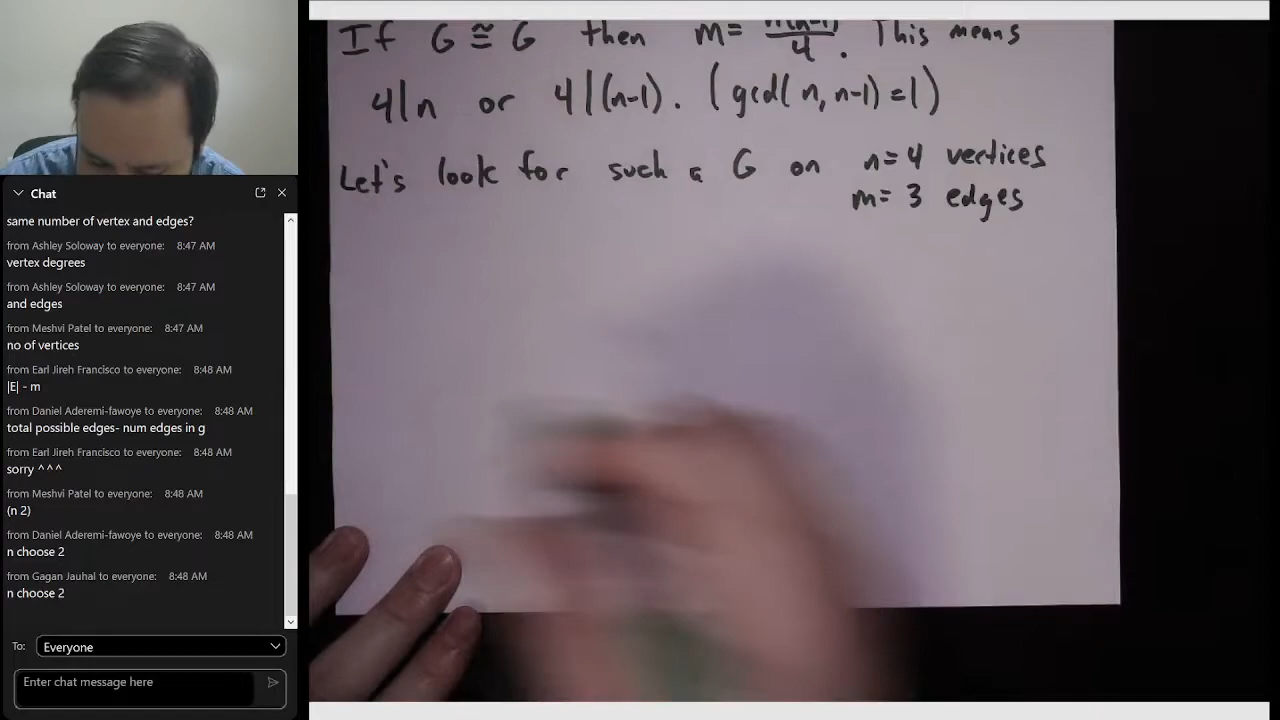 Chat
same number of vertex and edges?
from Ashley Soloway to everyone: 8:47 AM
vertex degrees
from Ashley Soloway to everyone: 8:47 AM
and edges
from Meshvi Patel to everyone: 8:47 AM
no of vertices
from Earl Jireh Francisco to everyone: 8:48 AM
|E| - m
from Daniel Aderemi-fawoye to everyone: 8:48 AM
total possible edges- num edges in g
from Earl Jireh Francisco to everyone: 8:48 AM
sorry ^^^
from Meshvi Patel to everyone: 8:48 AM
(n 2)
from Daniel Aderemi-fawoye to everyone: 8:48 AM
n choose 2
from Gagan Jauhal to everyone: 8:48 AM
n choose 2
To: Everyone
Enter chat message here
If G ≅ G then m= n(n-1)/4. This means
4|n or 4|(n-1). (gcd(n, n-1)=1)
Let's look for such a G on n=4 vertices
m= 3 edges